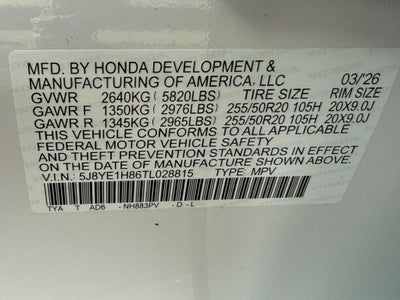 MFD. BY HONDA DEVELOPMENT &
MANUFACTURING OF AMERICA, LLC 03/'26
GVWR 2640KG (5820LBS) TIRE SIZE RIM SIZE
GAWR F 1350KG (2976LBS) 255/50R20 105H 20X9.0J
GAWR R 1345KG (2965LBS) 255/50R20 105H 20X9.0J
THIS VEHICLE CONFORMS TO ALL APPLICABLE
FEDERAL MOTOR VEHICLE SAFETY
AND THEFT PREVENTION STANDARDS IN EFFECT
ON THE DATE OF MANUFACTURE SHOWN ABOVE.
V.I.N.: 5J8YE1H86TL028815 TYPE: MPV
TYA T AD6 - NH883PV - D - L